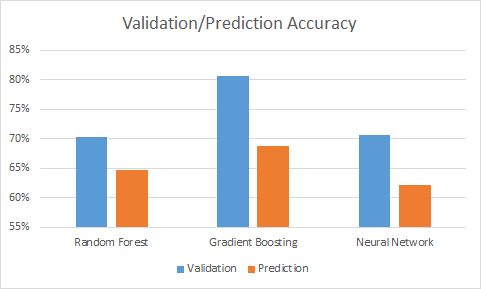 Validation/Prediction Accuracy
85%
80%
75%
70%
65%
60%
55%
Random Forest Gradient Boosting Neural Network
Validation Prediction